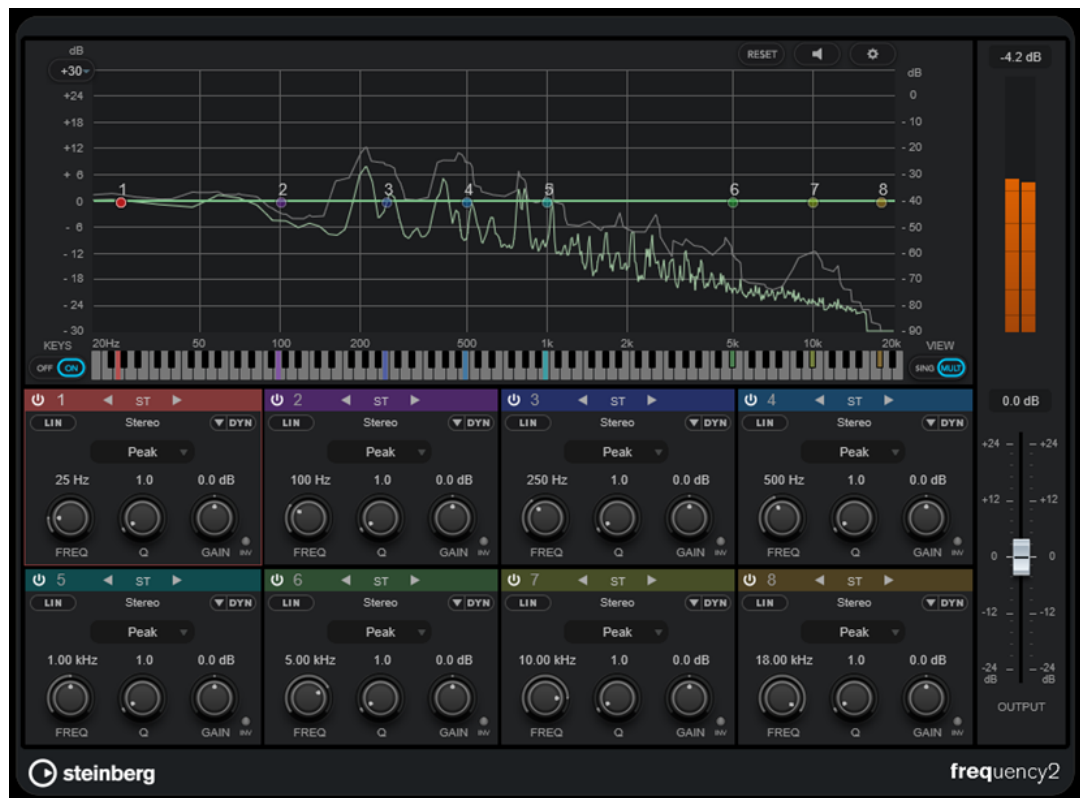 dB
+30
+24
+18
+12
+ 6
0
- 6
- 12
- 18
- 24
- 30
RESET
dB
0
- 10
- 20
- 30
- 40
- 50
- 60
- 70
- 80
- 90
1 2 3 4 5 6 7 8
KEYS 20Hz 50 100 200 500 1k 2k 5k 10k 20k VIEW
OFF ON SING MULT
-4.2 dB
1 ST
LIN Stereo DYN
Peak
25 Hz 1.0 0.0 dB
FREQ Q GAIN INV
2 ST
LIN Stereo DYN
Peak
100 Hz 1.0 0.0 dB
FREQ Q GAIN INV
3 ST
LIN Stereo DYN
Peak
250 Hz 1.0 0.0 dB
FREQ Q GAIN INV
4 ST
LIN Stereo DYN
Peak
500 Hz 1.0 0.0 dB
FREQ Q GAIN INV
5 ST
LIN Stereo DYN
Peak
1.00 kHz 1.0 0.0 dB
FREQ Q GAIN INV
6 ST
LIN Stereo DYN
Peak
5.00 kHz 1.0 0.0 dB
FREQ Q GAIN INV
7 ST
LIN Stereo DYN
Peak
10.00 kHz 1.0 0.0 dB
FREQ Q GAIN INV
8 ST
LIN Stereo DYN
Peak
18.00 kHz 1.0 0.0 dB
FREQ Q GAIN INV
0.0 dB
+24 +24
+12 +12
0 0
-12 -12
-24 -24
dB dB
OUTPUT
steinberg
frequency2